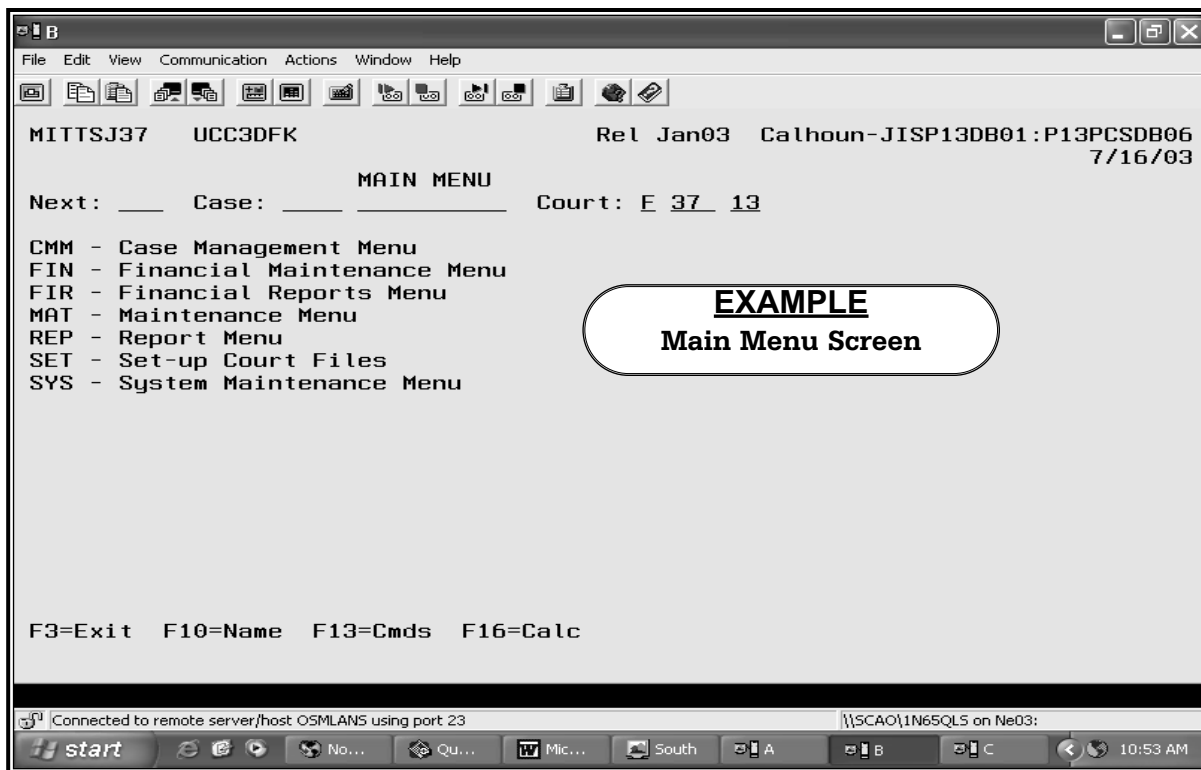 B
File Edit View Communication Actions Window Help
MITTSJ37 UCC3DFK Rel Jan03 Calhoun-JISP13DB01:P13PCSDB06
7/16/03
MAIN MENU
Next: ___ Case: ____ __________ Court: F 37_ 13
CMM - Case Management Menu
FIN - Financial Maintenance Menu
FIR - Financial Reports Menu
MAT - Maintenance Menu
REP - Report Menu
SET - Set-up Court Files
SYS - System Maintenance Menu
EXAMPLE
Main Menu Screen
F3=Exit F10=Name F13=Cmds F16=Calc
Connected to remote server/host OSMLANS using port 23 \\SCAO\1N65QLS on Ne03:
start No... Qu... Mic... South A B C 10:53 AM